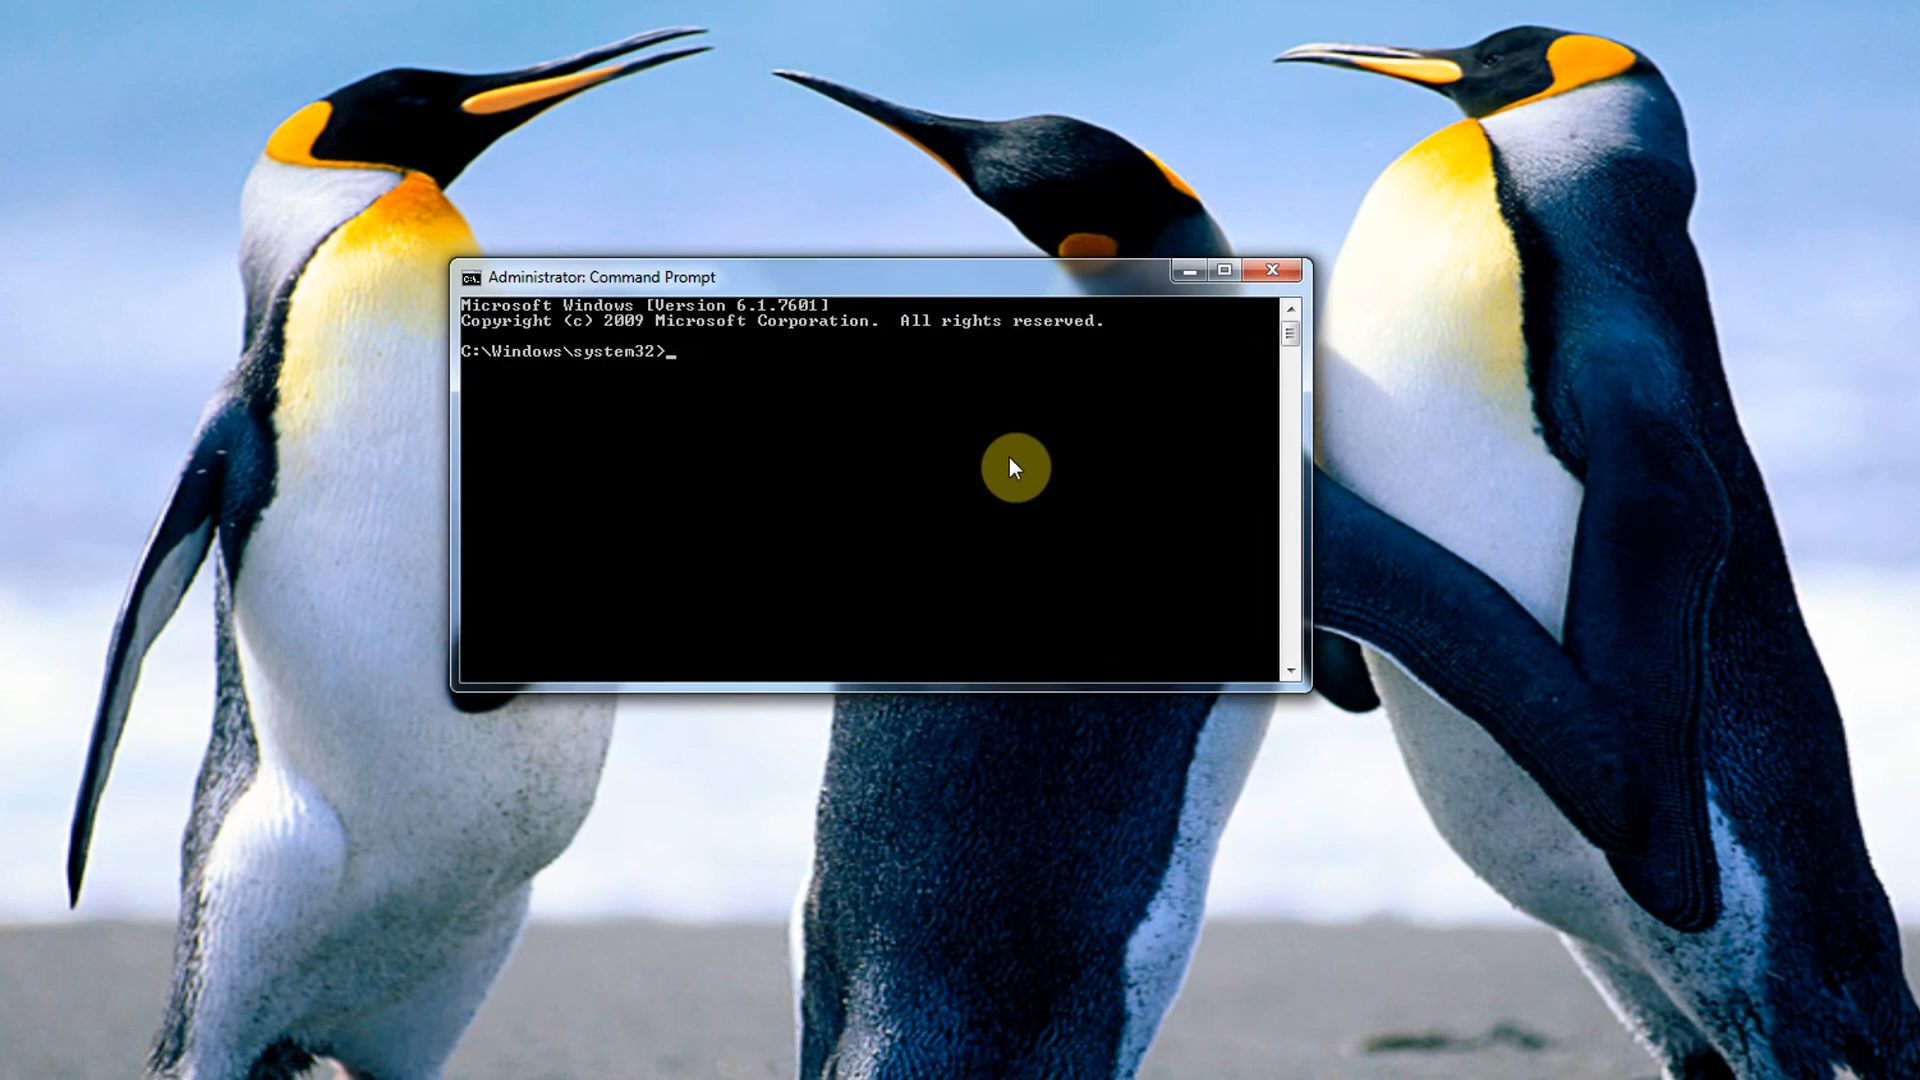 Administrator: Command Prompt
Microsoft Windows [Version 6.1.7601]
Copyright (c) 2009 Microsoft Corporation.  All rights reserved.
C:\Windows\system32>_